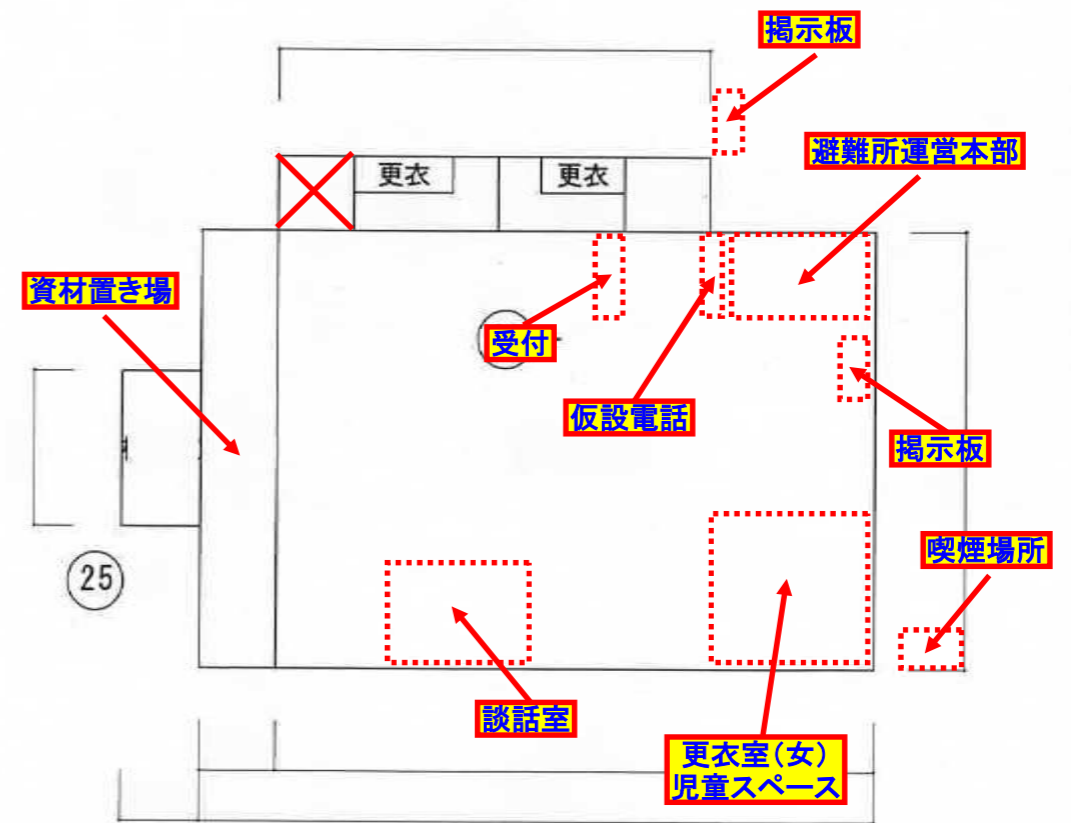 掲示板
避難所運営本部
更衣
更衣
資材置き場
受付
仮設電話
掲示板
喫煙場所
25
談話室
更衣室(女)
児童スペース